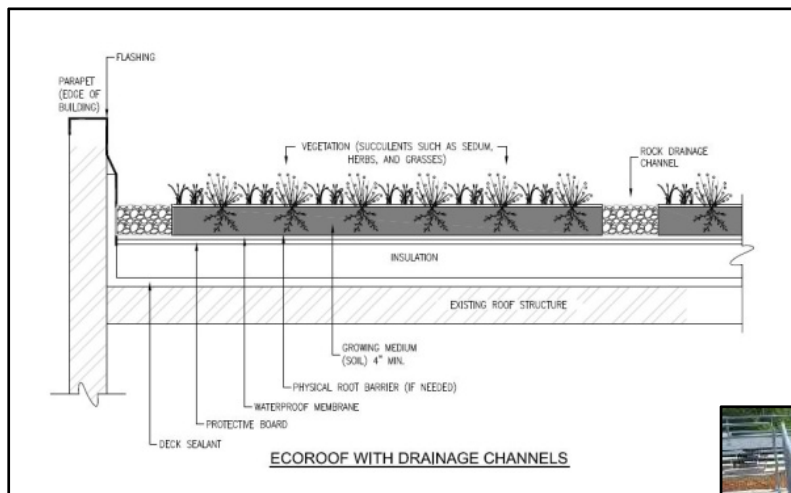 FLASHING
PARAPET
(EDGE OF
BUILDING)
VEGETATION (SUCCULENTS SUCH AS SEDUM,
HERBS, AND GRASSES)
ROCK DRAINAGE
CHANNEL
INSULATION
EXISTING ROOF STRUCTURE
GROWING MEDIUM
(SOIL) 4" MIN.
PHYSICAL ROOT BARRIER (IF NEEDED)
WATERPROOF MEMBRANE
PROTECTIVE BOARD
DECK SEALANT
ECOROOF WITH DRAINAGE CHANNELS